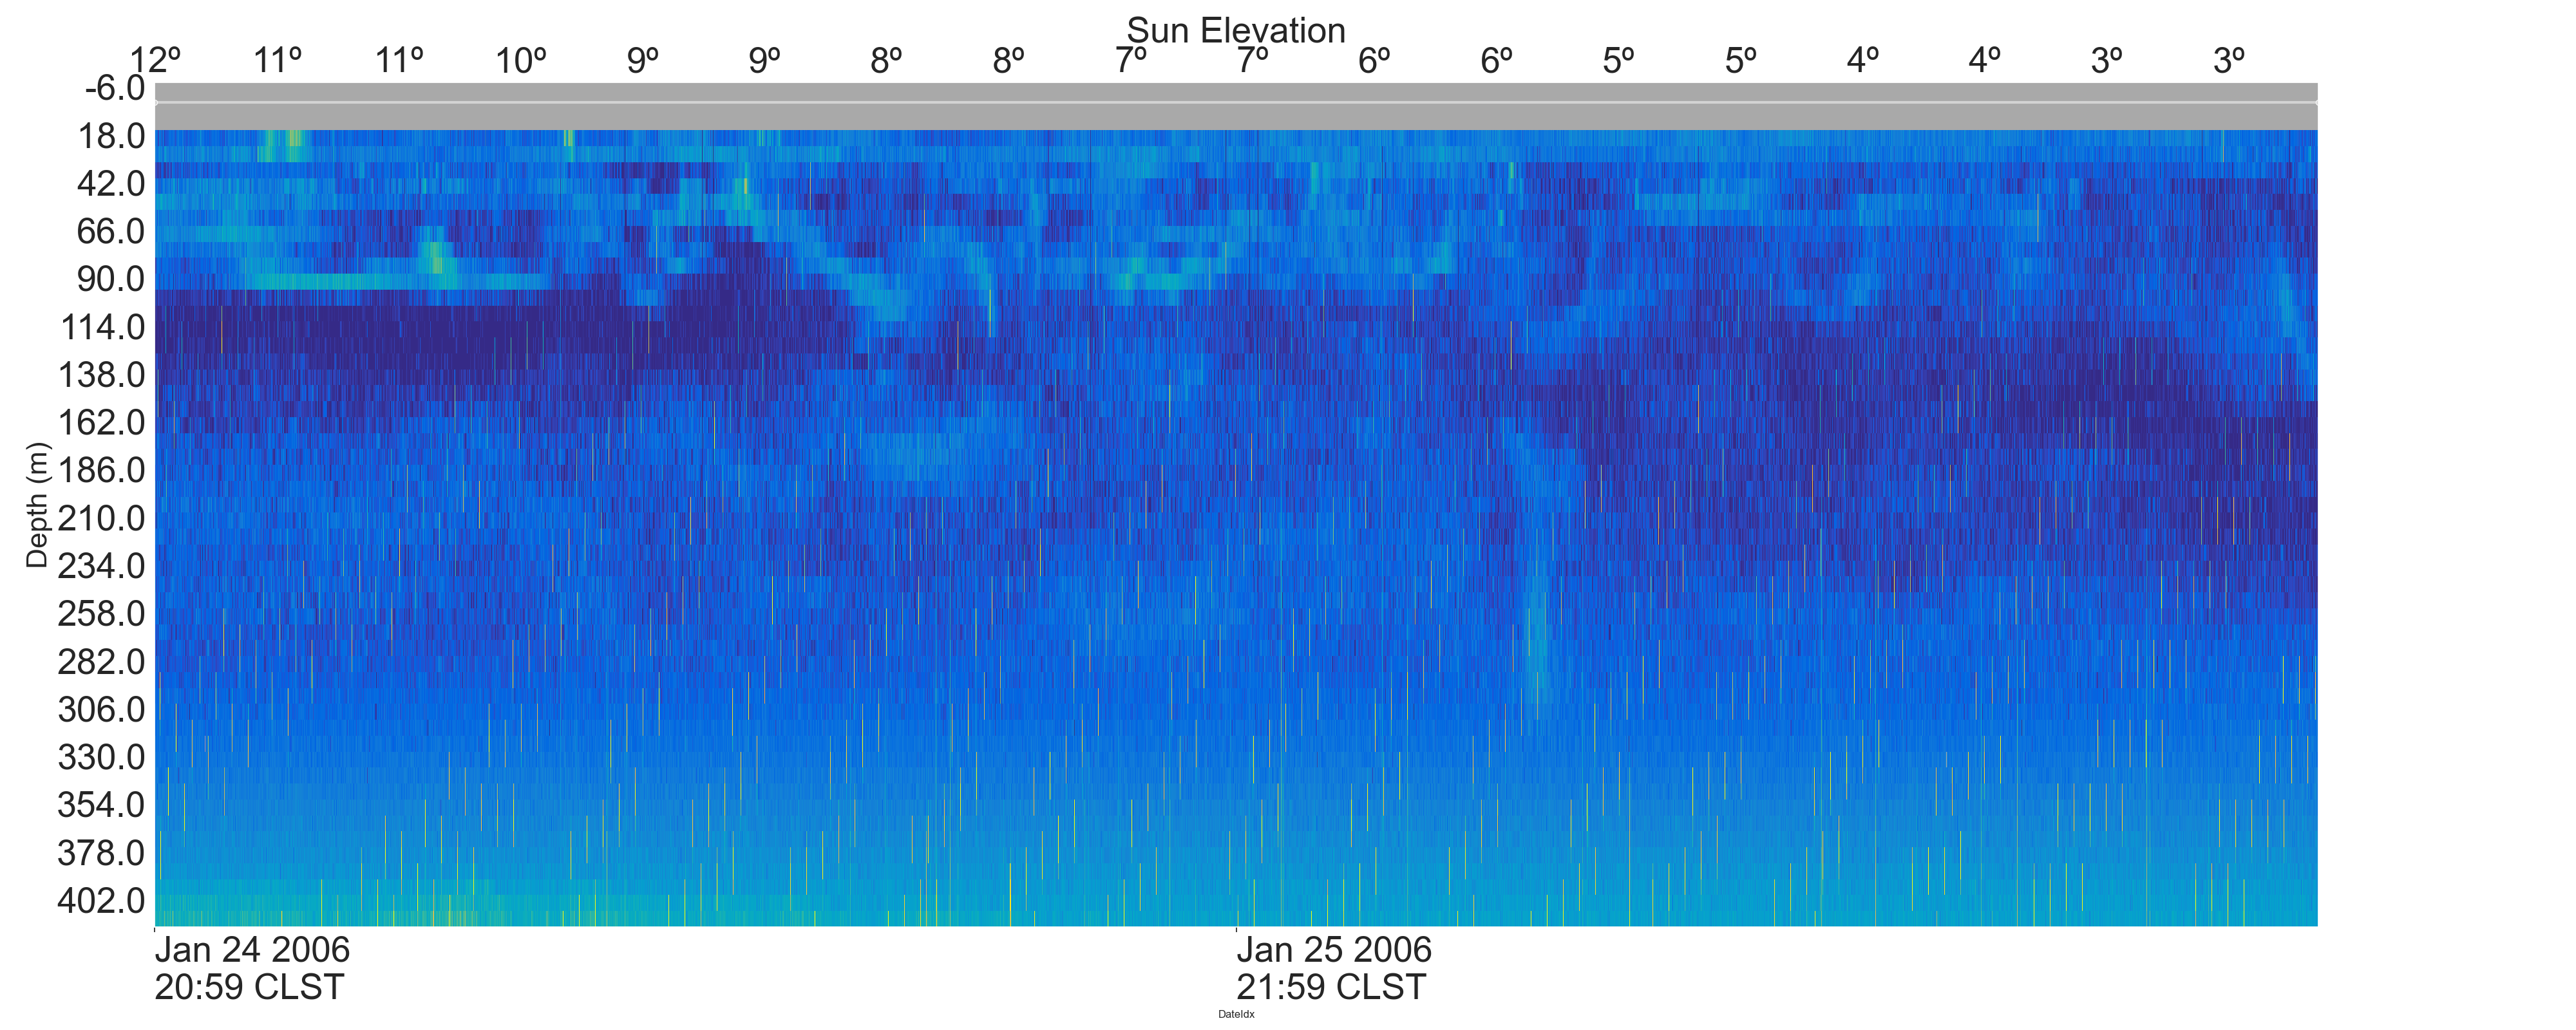 Sun Elevation
12º 11º 11º 10º 9º 9º 8º 8º 7º 7º 6º 6º 5º 5º 4º 4º 3º 3º
-6.0
18.0
42.0
66.0
90.0
114.0
138.0
162.0
186.0
210.0
234.0
258.0
282.0
306.0
330.0
354.0
378.0
402.0
Depth (m)
Jan 24 2006
20:59 CLST
Jan 25 2006
21:59 CLST
DateIdx